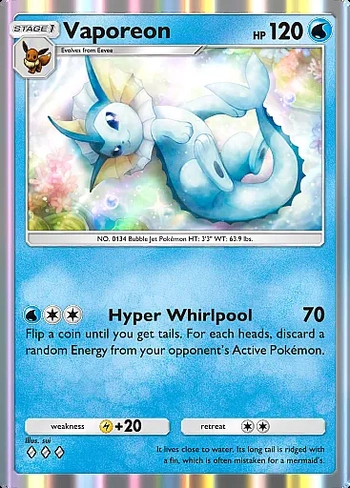 STAGE 1
Vaporeon
HP 120
Evolves from Eevee
NO. 0134 Bubble Jet Pokémon HT: 3'3" WT: 63.9 lbs.
Hyper Whirlpool 70
Flip a coin until you get tails. For each heads, discard a
random Energy from your opponent's Active Pokémon.
weakness +20 retreat
Illus. sui
It lives close to water. Its long tail is ridged with
a fin, which is often mistaken for a mermaid's.